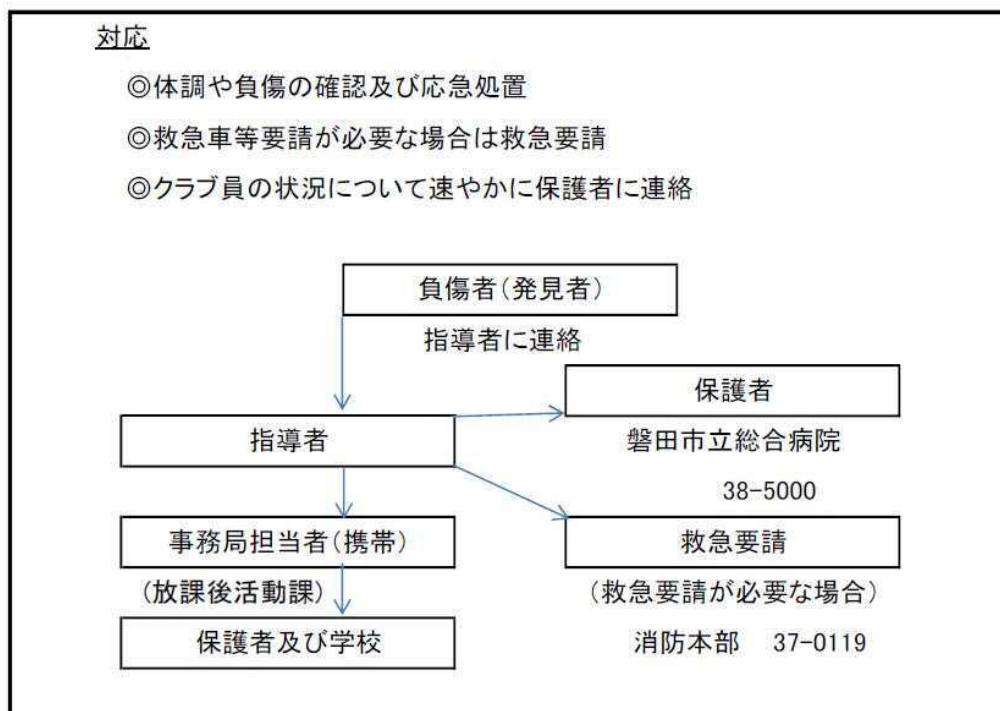 対応
◎体調や負傷の確認及び応急処置
◎救急車等要請が必要な場合は救急要請
◎クラブ員の状況について速やかに保護者に連絡
負傷者(発見者)
指導者に連絡
保護者
指導者
磐田市立総合病院
38-5000
事務局担当者(携帯)
救急要請
(放課後活動課)
(救急要請が必要な場合)
保護者及び学校
消防本部　37-0119